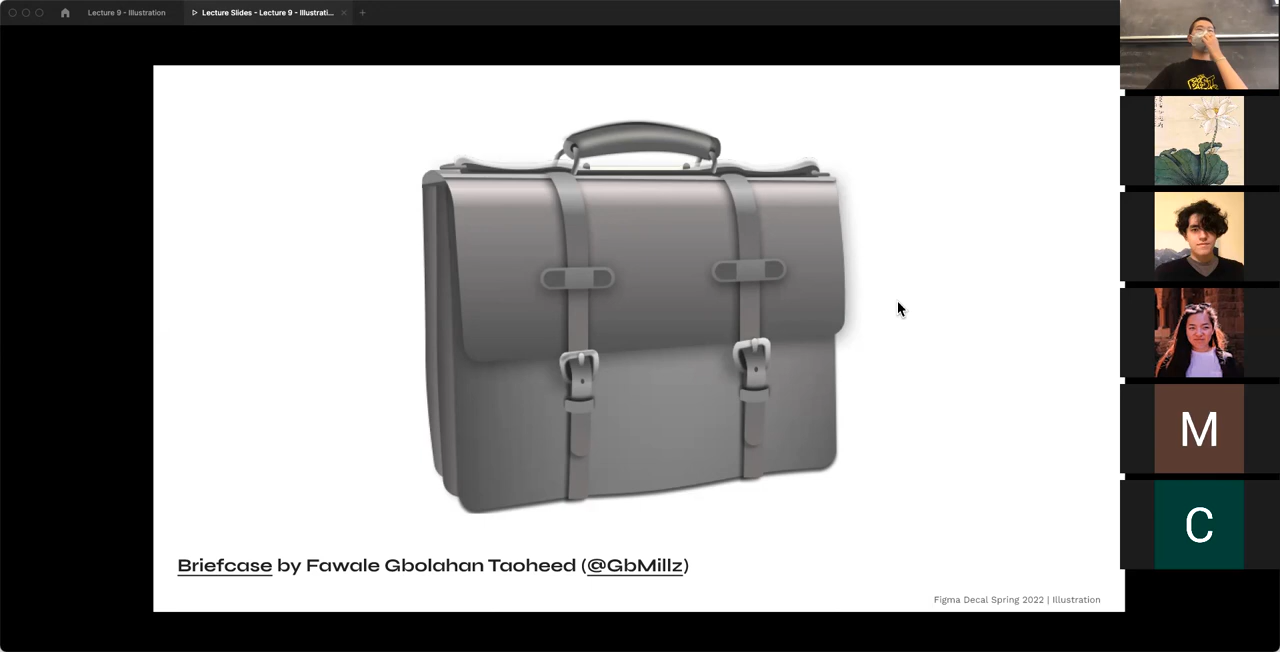 Lecture 9 - Illustration
Lecture Slides - Lecture 9 - Illustrati...
Briefcase by Fawale Gbolahan Taoheed (@GbMillz)
Figma Decal Spring 2022 | Illustration
M
C